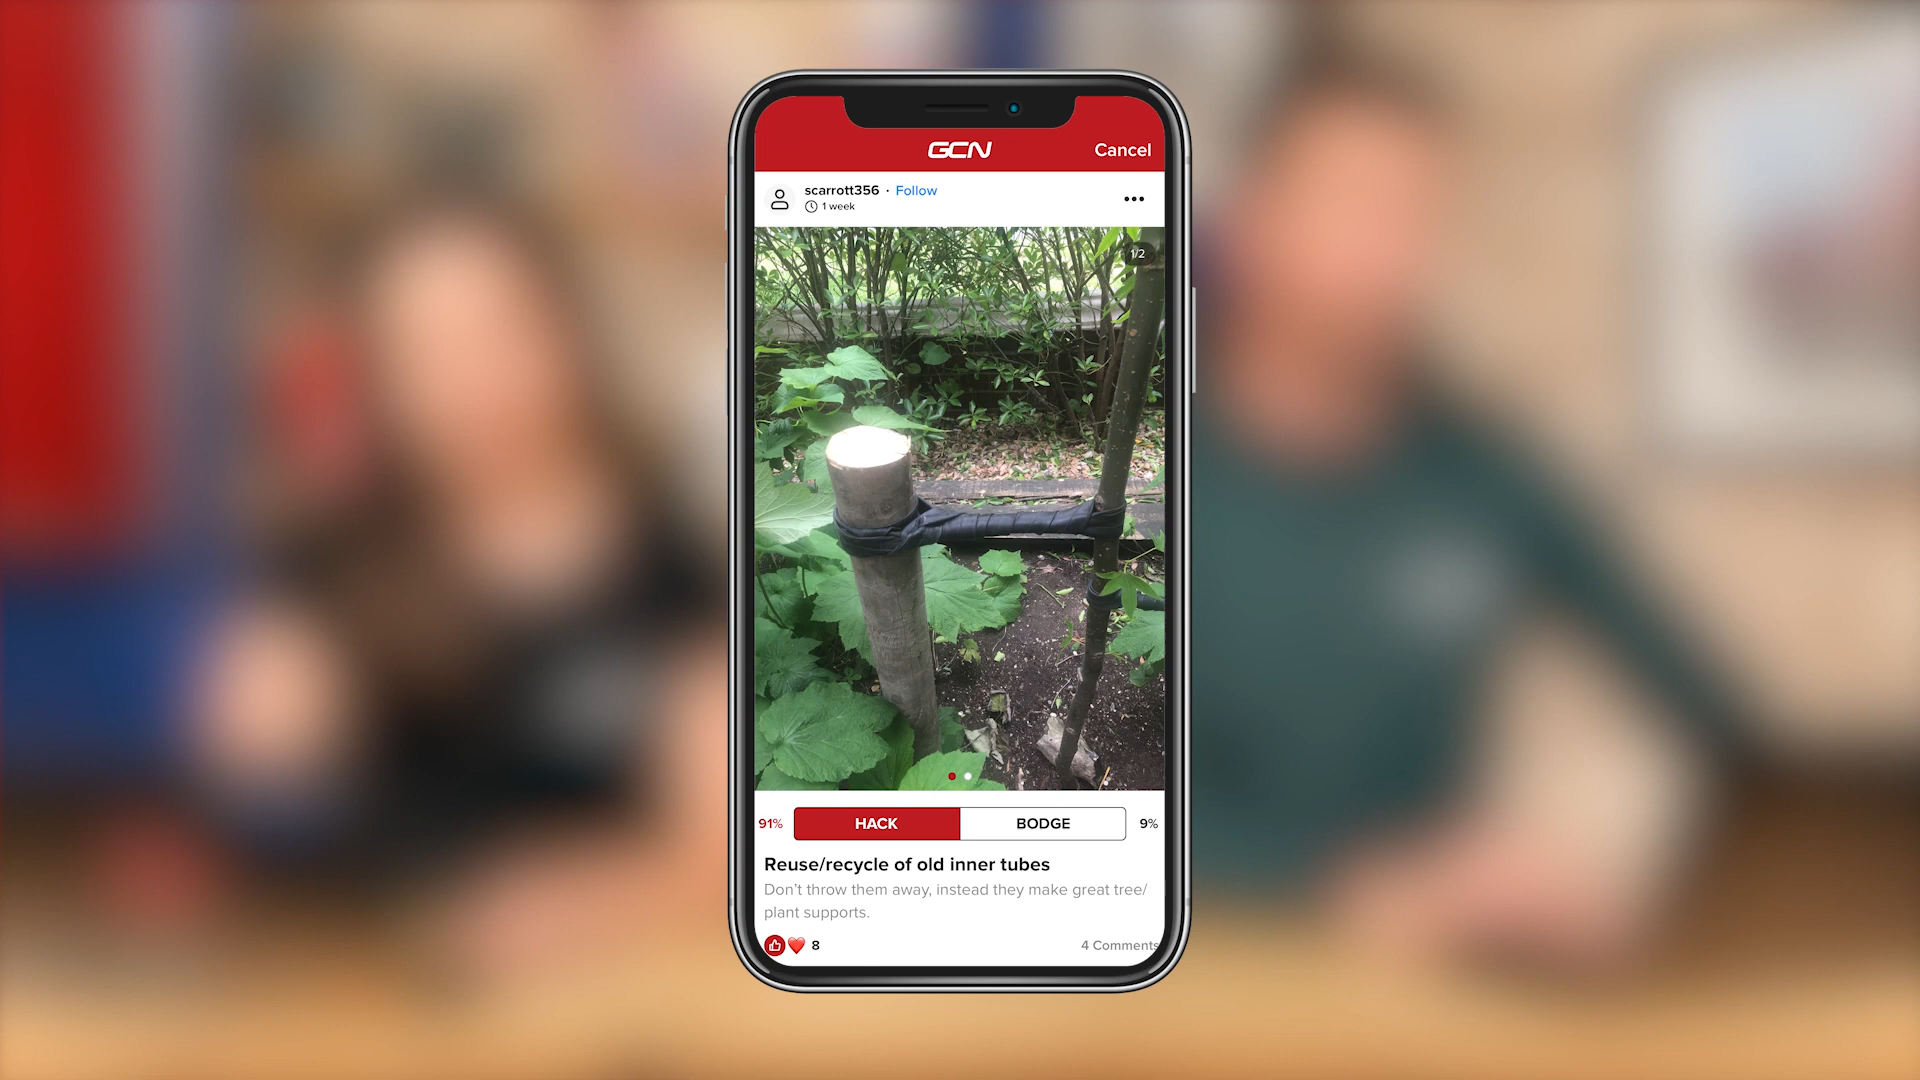 GCN
Cancel
scarrott356 · Follow
1 week
1/2
91% HACK BODGE 9%
Reuse/recycle of old inner tubes
Don't throw them away, instead they make great tree/
plant supports.
8
4 Comments